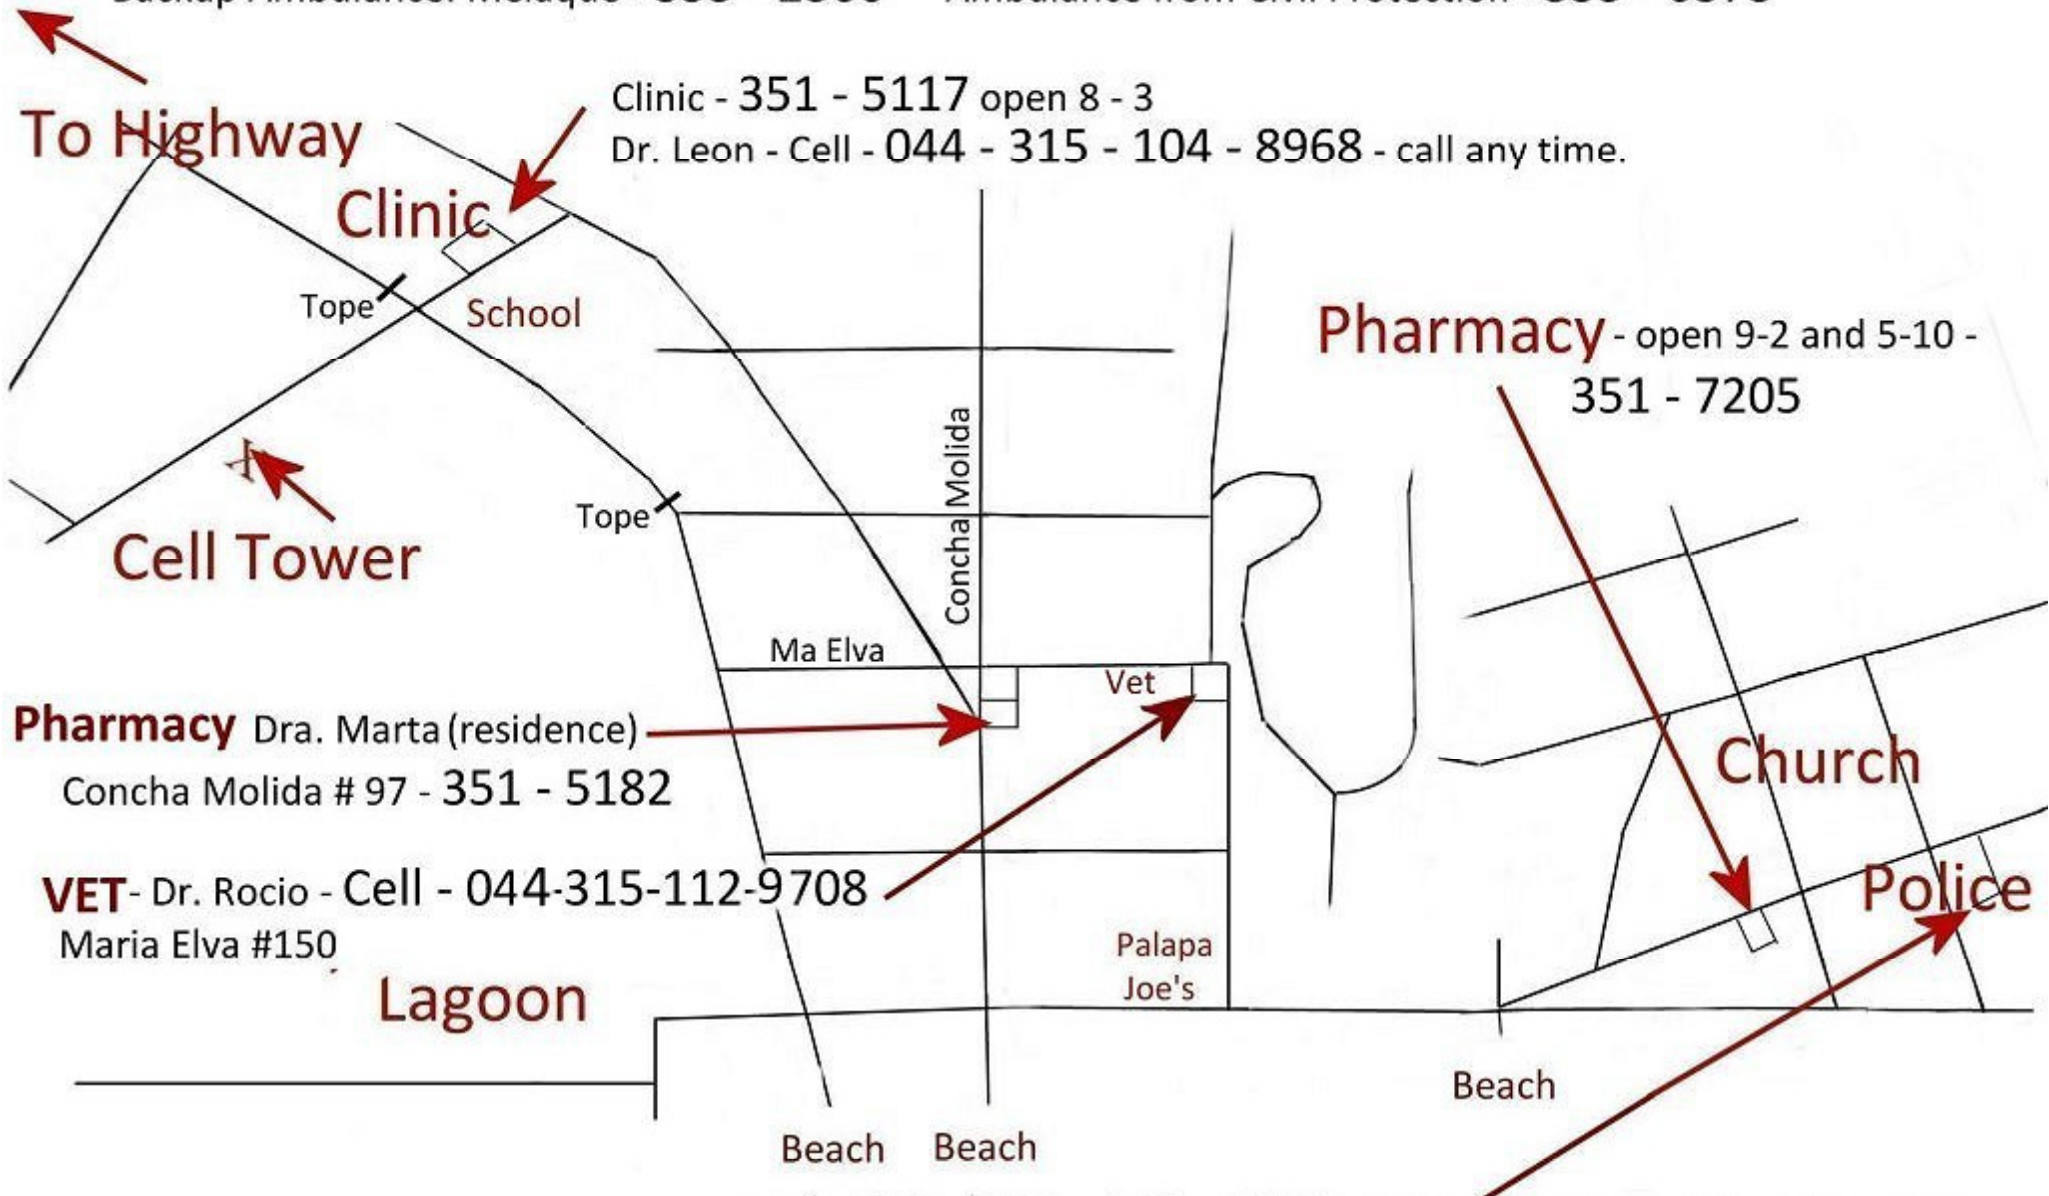 Clinic - 351 - 5117 open 8 - 3
Dr. Leon - Cell - 044 - 315 - 104 - 8968 - call any time.
To Highway
Clinic
Tope
School
Pharmacy - open 9-2 and 5-10 -
351 - 7205
Concha Molida
Tope
Cell Tower
Ma Elva
Vet
Pharmacy Dra. Marta (residence)
Concha Molida # 97 - 351 - 5182
Church
VET - Dr. Rocio - Cell - 044-315-112-9708
Maria Elva #150
Police
Palapa
Joe's
Lagoon
Beach
Beach
Beach